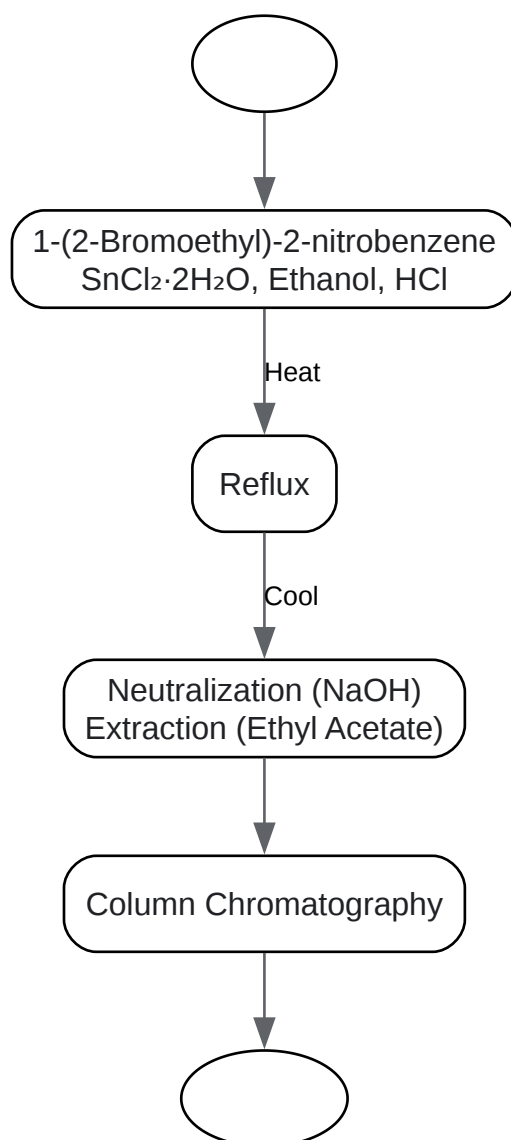 1-(2-Bromoethyl)-2-nitrobenzene
SnCl₂·2H₂O, Ethanol, HCl
Heat
Reflux
Cool
Neutralization (NaOH)
Extraction (Ethyl Acetate)
Column Chromatography